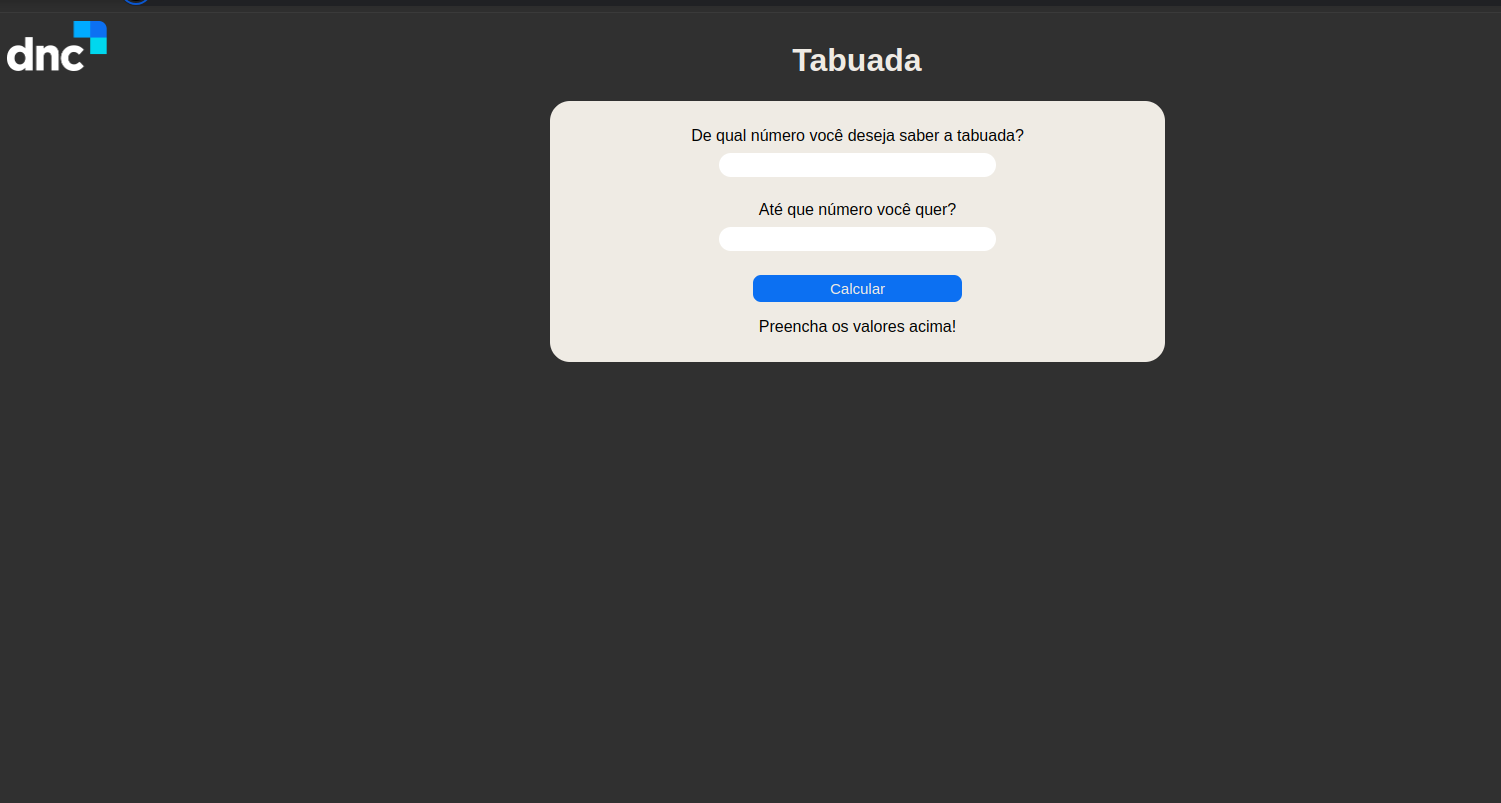 dnc
Tabuada
De qual número você deseja saber a tabuada?
Até que número você quer?
Calcular
Preencha os valores acima!